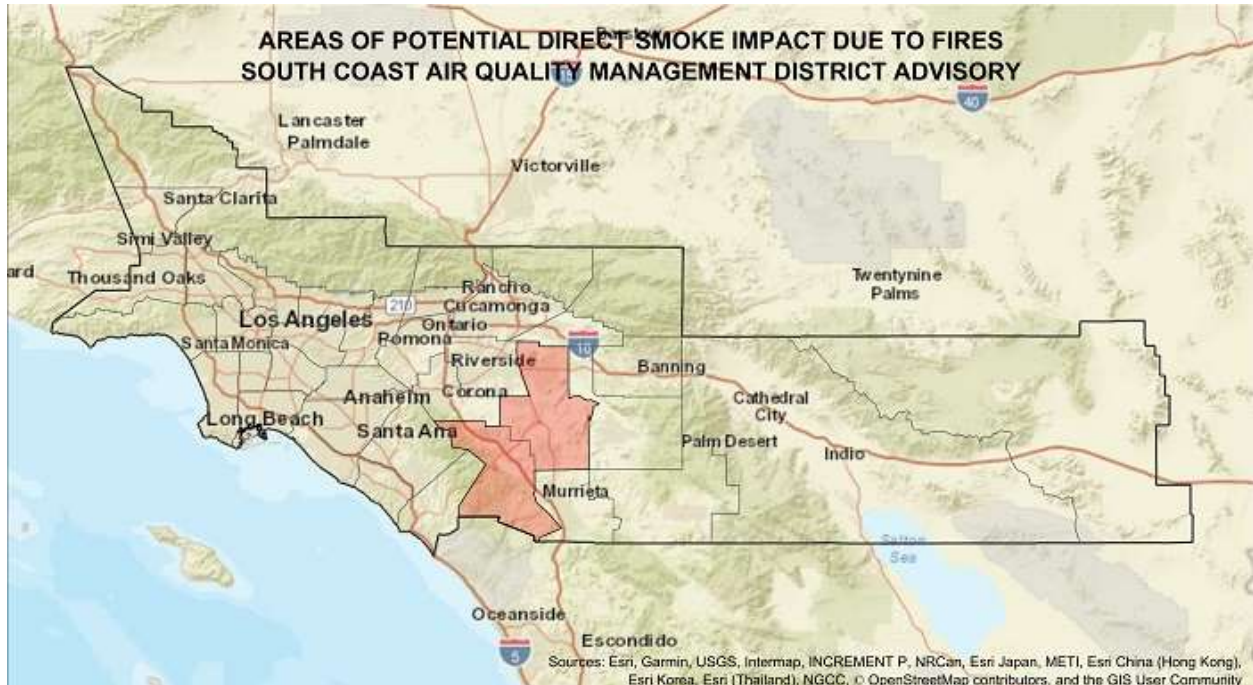 AREAS OF POTENTIAL DIRECT SMOKE IMPACT DUE TO FIRES
SOUTH COAST AIR QUALITY MANAGEMENT DISTRICT ADVISORY
15
40
Lancaster
Palmdale
Victorville
Santa Clarita
Simi Valley
ard
Thousand Oaks
Twentynine
Palms
Rancho
Cucamonga
210
Los Angeles
Ontario
Santa Monica
Pomona
10
Riverside
Banning
Corona
Anaheim
Cathedral
City
Long Beach
Santa Ana
Palm Desert
Indio
Murrieta
Salton
Sea
Oceanside
Escondido
5
Sources: Esri, Garmin, USGS, Intermap, INCREMENT P, NRCan, Esri Japan, METI, Esri China (Hong Kong),
Esri Korea, Esri (Thailand), NGCC, © OpenStreetMap contributors, and the GIS User Community